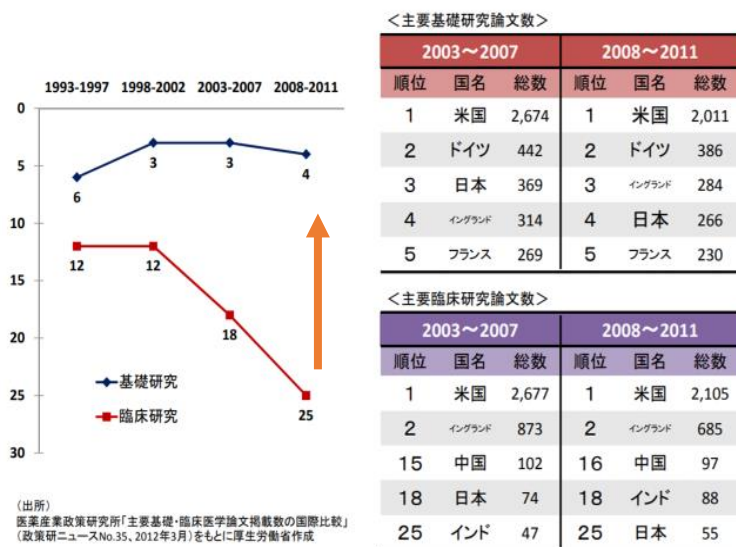 1993-1997 1998-2002 2003-2007 2008-2011
0
5
10
15
20
25
30
6
3
3
4
12
12
18
25
基礎研究
臨床研究
(出所)
医薬産業政策研究所「主要基礎・臨床医学論文掲載数の国際比較」
(政策研ニュースNo.35、2012年3月)をもとに厚生労働省作成
<主要基礎研究論文数>
2003～2007 2008～2011
順位 国名 総数 順位 国名 総数
1 米国 2,674 1 米国 2,011
2 ドイツ 442 2 ドイツ 386
3 日本 369 3 イングランド 284
4 イングランド 314 4 日本 266
5 フランス 269 5 フランス 230
<主要臨床研究論文数>
2003～2007 2008～2011
順位 国名 総数 順位 国名 総数
1 米国 2,677 1 米国 2,105
2 イングランド 873 2 イングランド 685
15 中国 102 16 中国 97
18 日本 74 18 インド 88
25 インド 47 25 日本 55